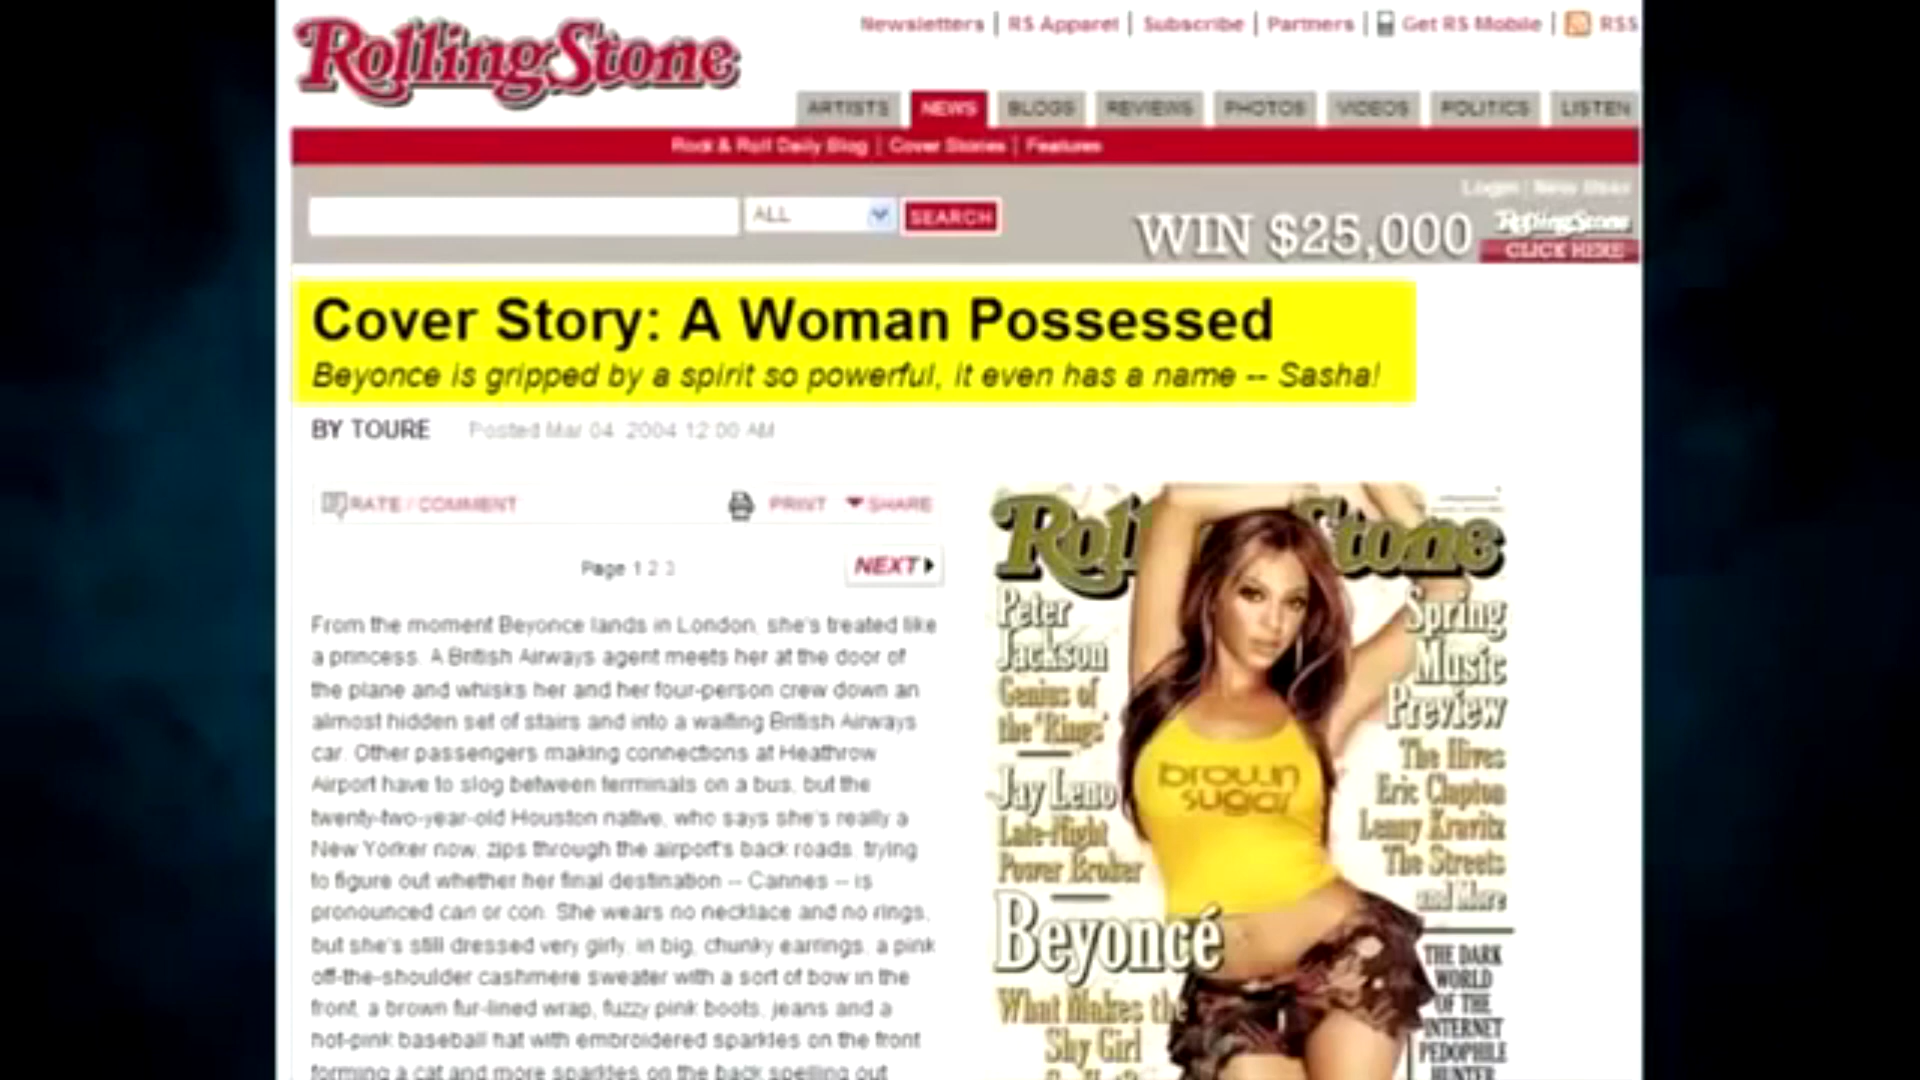 RollingStone
Newsletters | RS Apparel | Subscribe | Partners | Get RS Mobile | RSS
ARTISTS NEWS BLOGS REVIEWS PHOTOS VIDEOS POLITICS LISTEN
Rock & Roll Daily Blog | Cover Stories | Features
Login | New User
ALL SEARCH
WIN $25,000
RollingStone
CLICK HERE
Cover Story: A Woman Possessed
Beyonce is gripped by a spirit so powerful, it even has a name -- Sasha!
BY TOURE Posted Mar 04, 2004 12:00 AM
RATE / COMMENT PRINT SHARE
Page 1 2 3 NEXT
From the moment Beyonce lands in London, she's treated like
a princess. A British Airways agent meets her at the door of
the plane and whisks her and her four-person crew down an
almost hidden set of stairs and into a waiting British Airways
car. Other passengers making connections at Heathrow
Airport have to slog between terminals on a bus, but the
twenty-two-year-old Houston native, who says she's really a
New Yorker now, zips through the airport's back roads, trying
to figure out whether her final destination -- Cannes -- is
pronounced can or con. She wears no necklace and no rings,
but she's still dressed very girly, in big, chunky earrings, a pink
off-the-shoulder cashmere sweater with a sort of bow in the
front, a brown fur-lined wrap, fuzzy pink boots, jeans and a
hot-pink baseball hat with embroidered sparkles on the front
forming a cat and more sparkles on the back spelling out
Roll Stone
Peter
Jackson
Genius of
the 'Rings'
Jay Leno
Late-Night
Power Broker
Beyoncé
What Makes the
Shy Girl
brown
sugar
Spring
Music
Preview
The Hives
Eric Clapton
Lenny Kravitz
The Streets
and More
THE DARK
WORLD
OF THE
INTERNET
PEDOPHILE
HUNTER